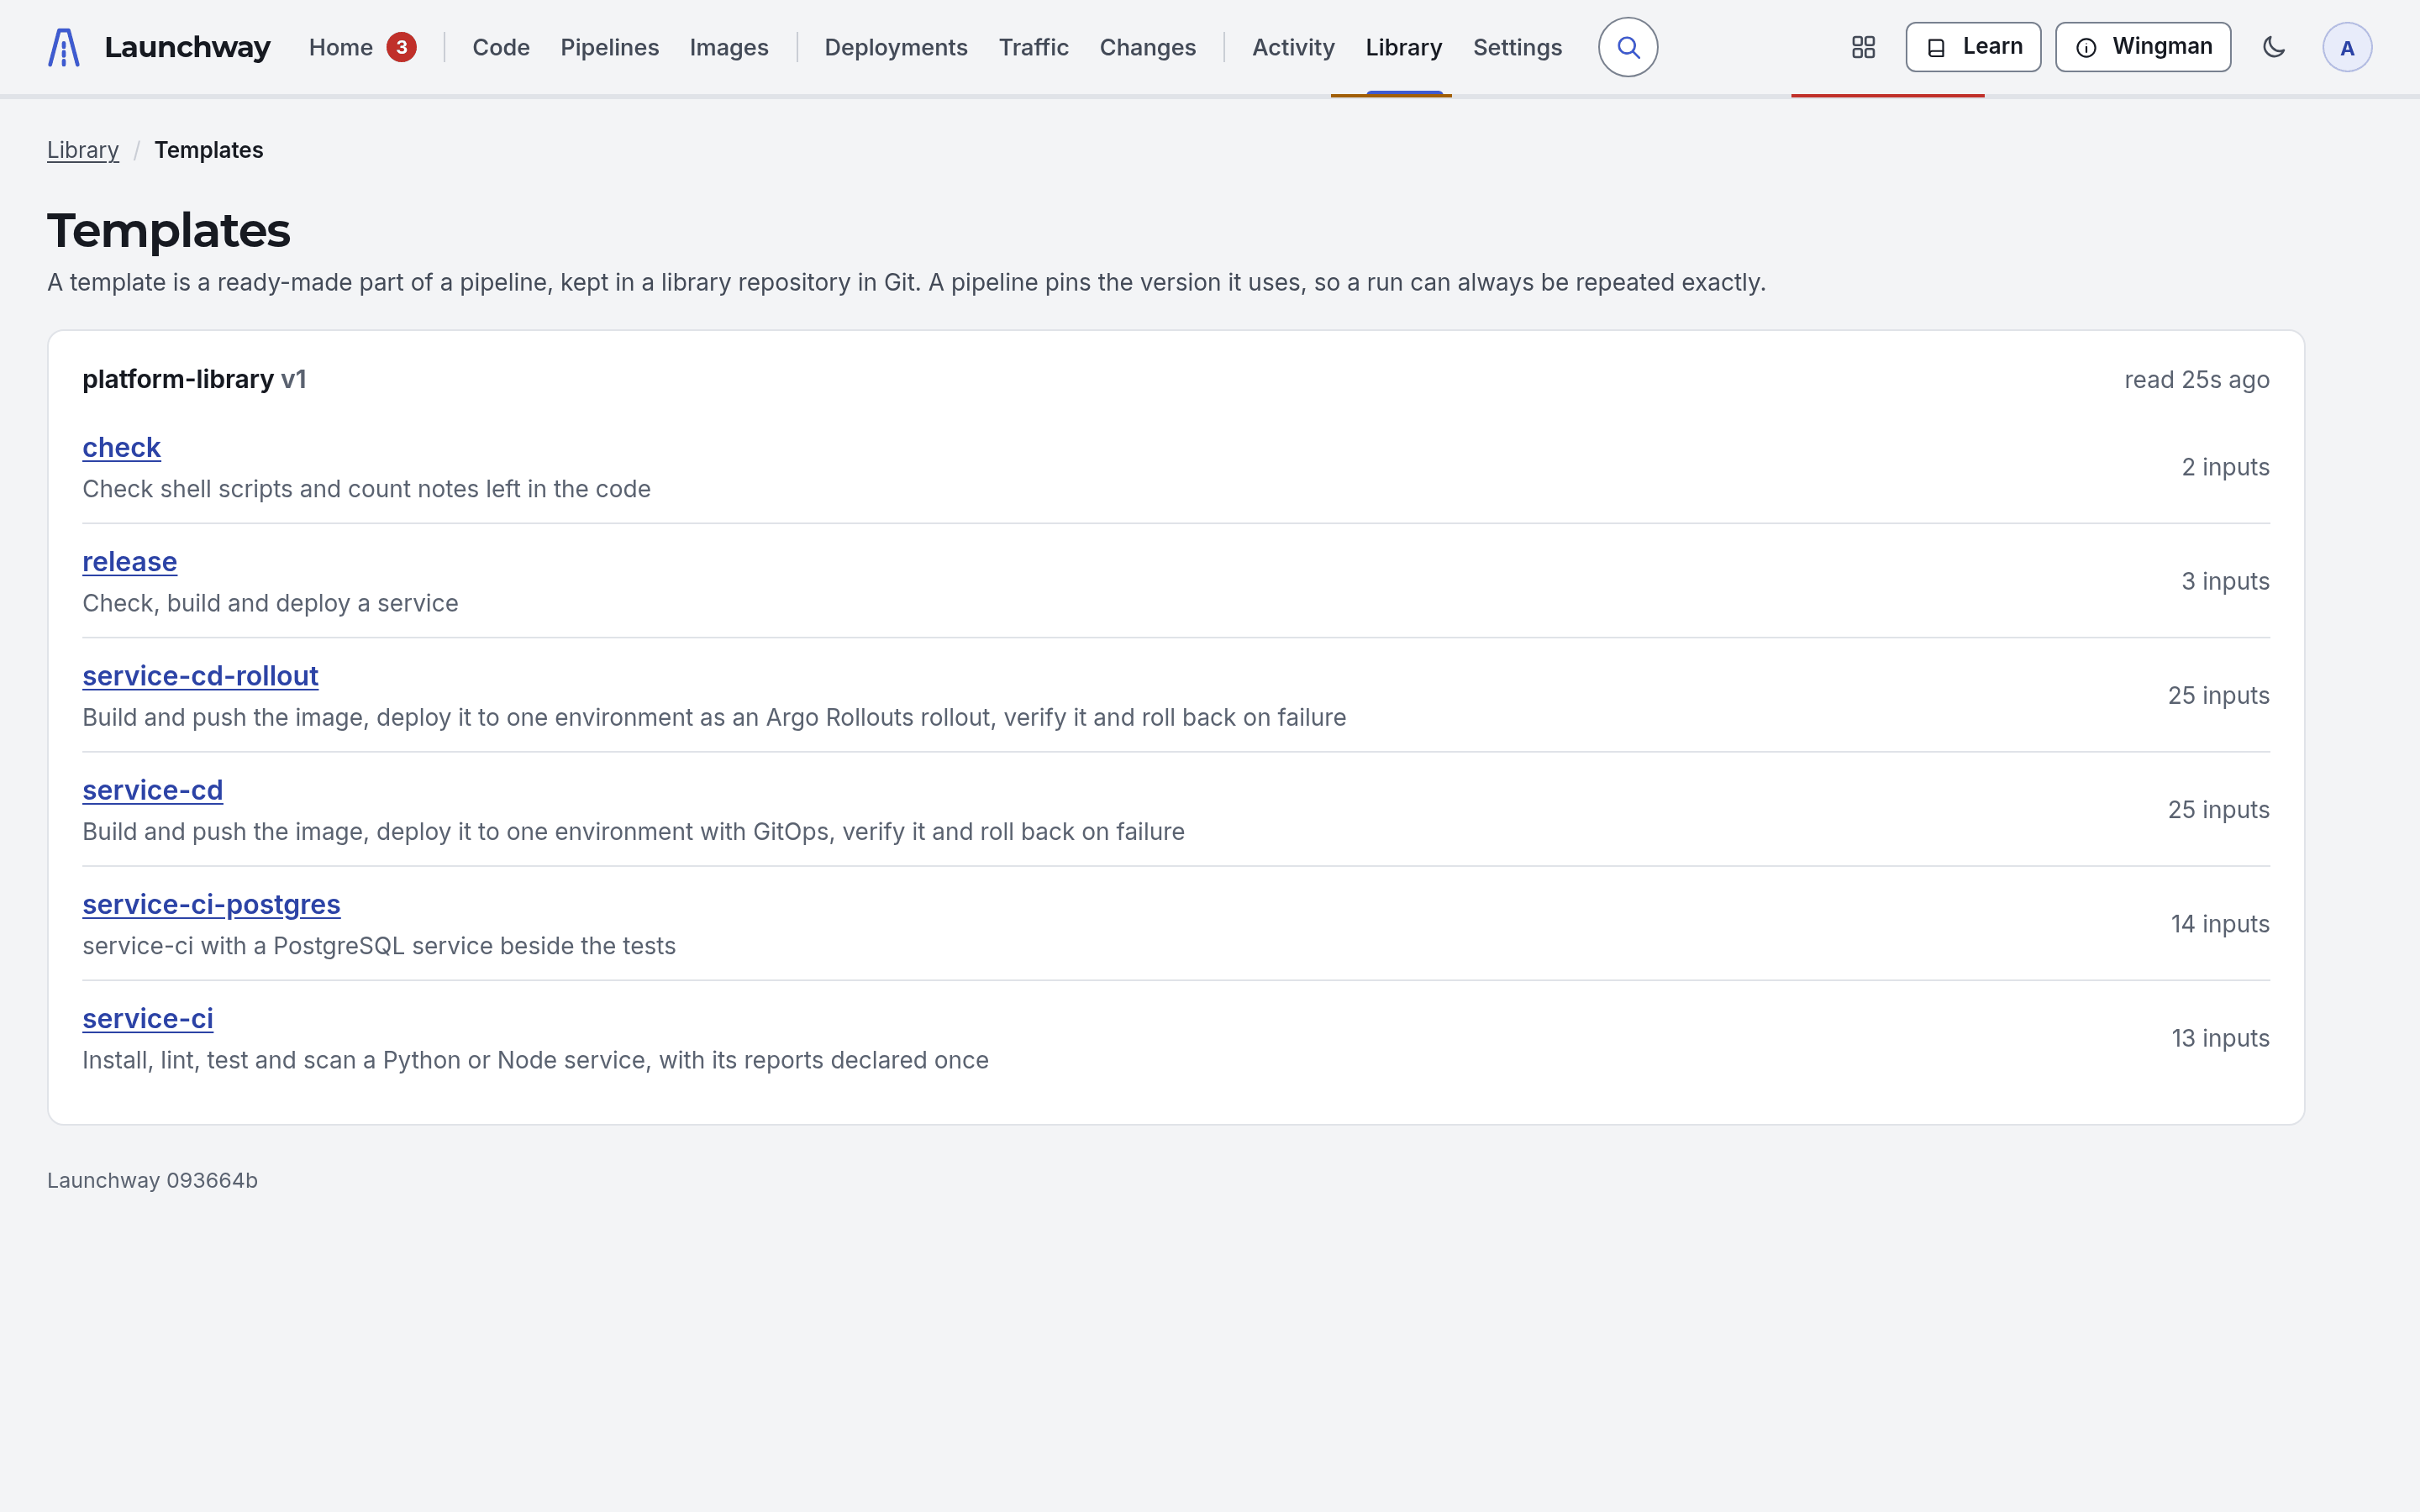 Launchway Home 3 Code Pipelines Images Deployments Traffic Changes Activity Library Settings Learn Wingman A
Library / Templates
Templates
A template is a ready-made part of a pipeline, kept in a library repository in Git. A pipeline pins the version it uses, so a run can always be repeated exactly.
platform-library v1 read 25s ago
check
Check shell scripts and count notes left in the code
2 inputs
release
Check, build and deploy a service
3 inputs
service-cd-rollout
Build and push the image, deploy it to one environment as an Argo Rollouts rollout, verify it and roll back on failure
25 inputs
service-cd
Build and push the image, deploy it to one environment with GitOps, verify it and roll back on failure
25 inputs
service-ci-postgres
service-ci with a PostgreSQL service beside the tests
14 inputs
service-ci
Install, lint, test and scan a Python or Node service, with its reports declared once
13 inputs
Launchway 093664b